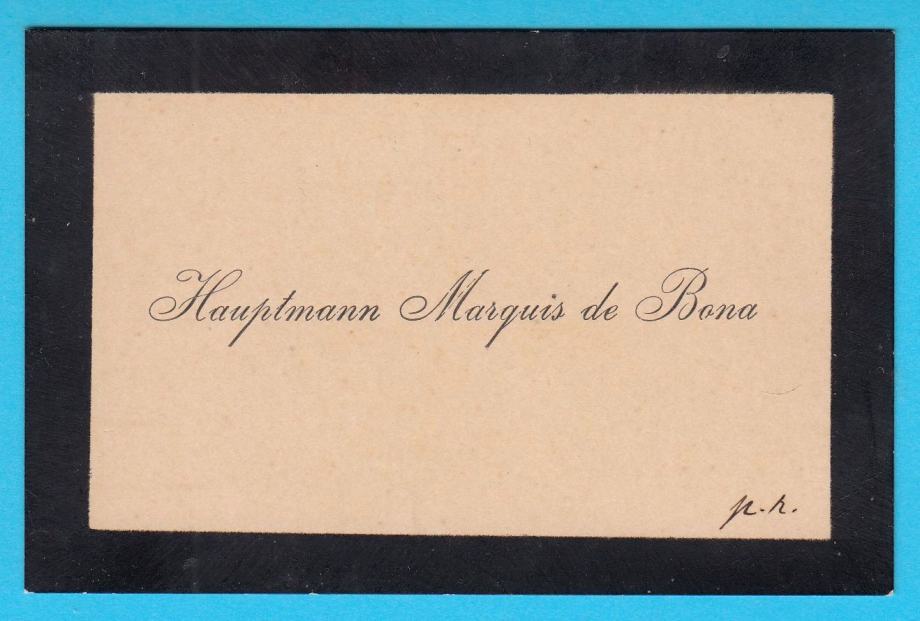 Hauptmann Marquis de Bona
p. r.